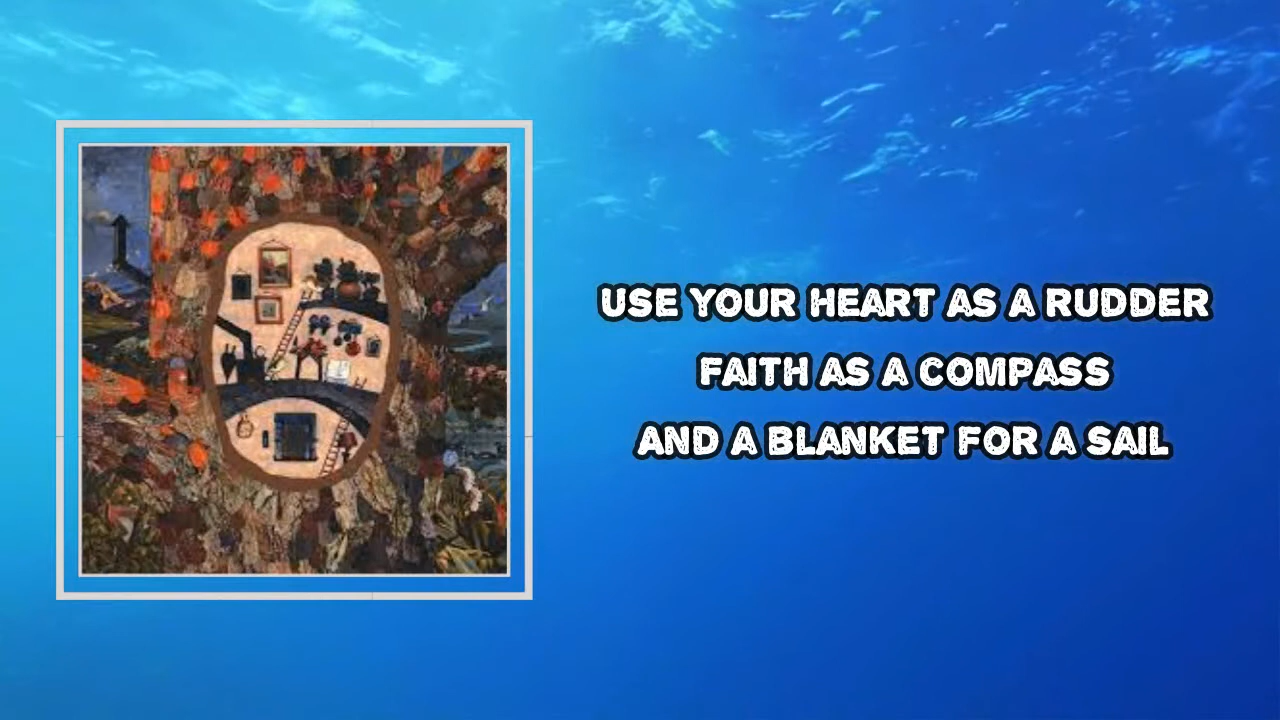 USE YOUR HEART AS A RUDDER
FAITH AS A COMPASS
AND A BLANKET FOR A SAIL